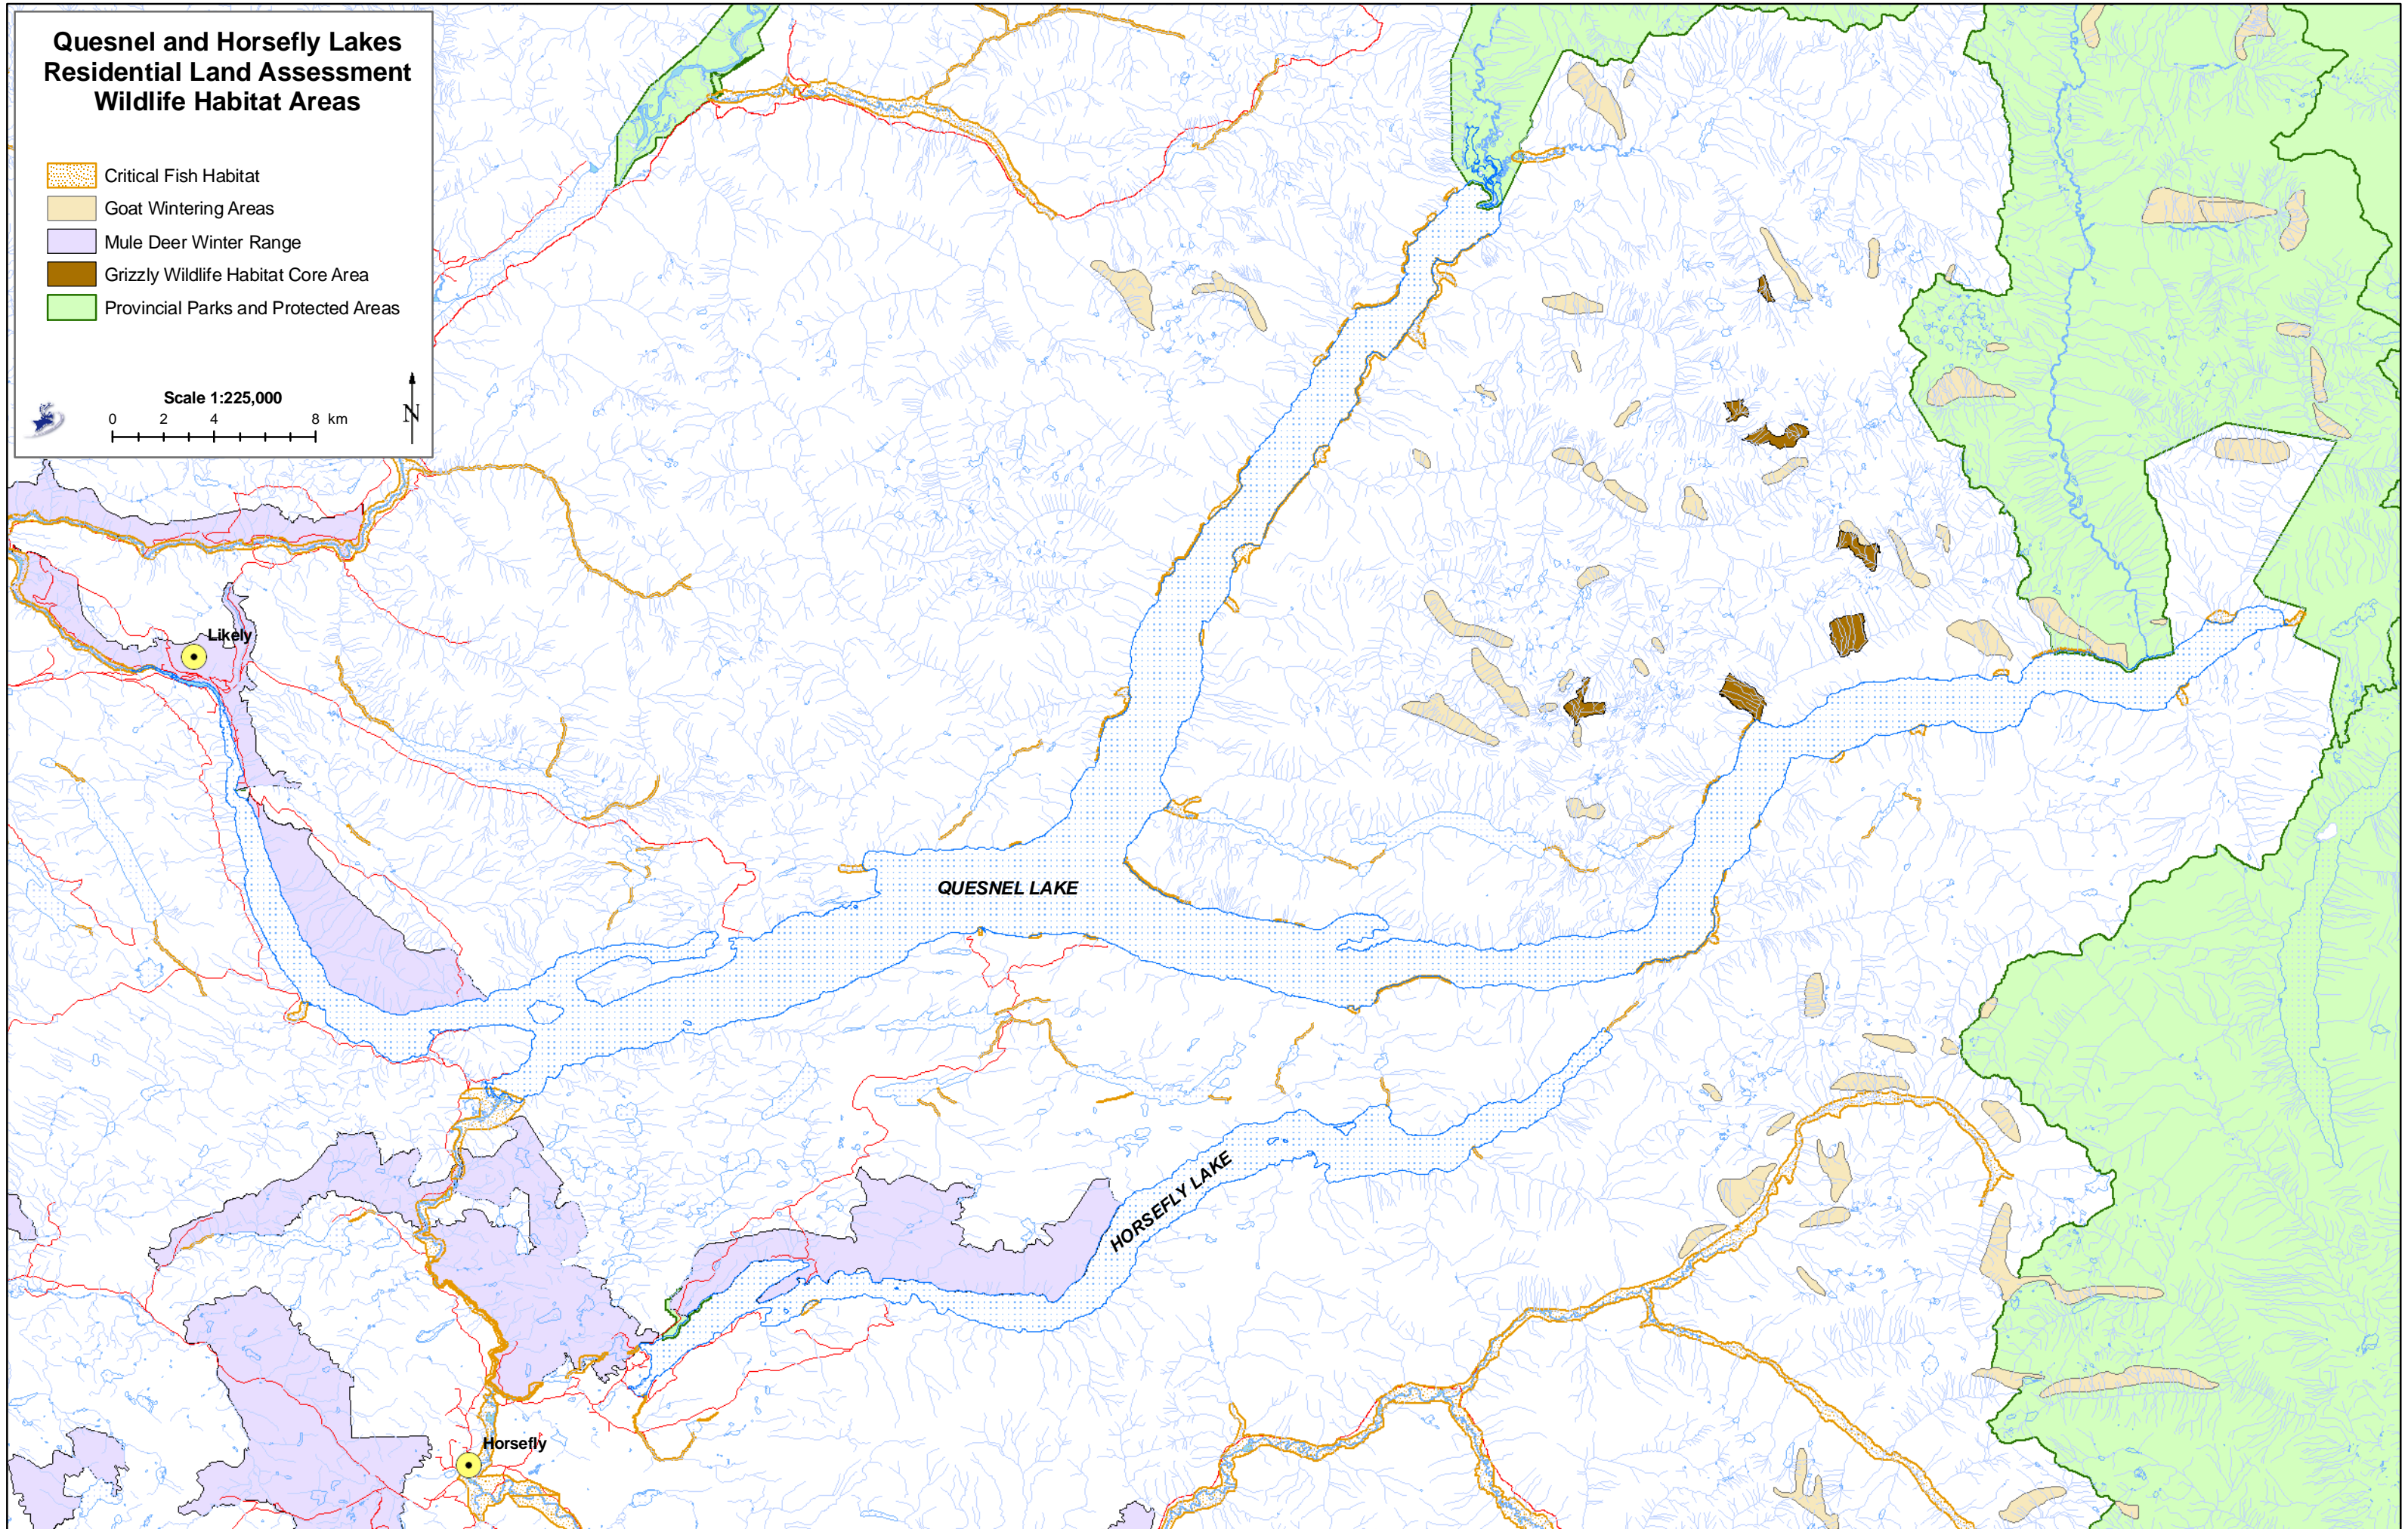 Quesnel and Horsefly Lakes
Residential Land Assessment
Wildlife Habitat Areas
Critical Fish Habitat
Goat Wintering Areas
Mule Deer Winter Range
Grizzly Wildlife Habitat Core Area
Provincial Parks and Protected Areas
Scale 1:225,000
0 2 4 8 km
N
Likely
QUESNEL LAKE
HORSEFLY LAKE
Horsefly